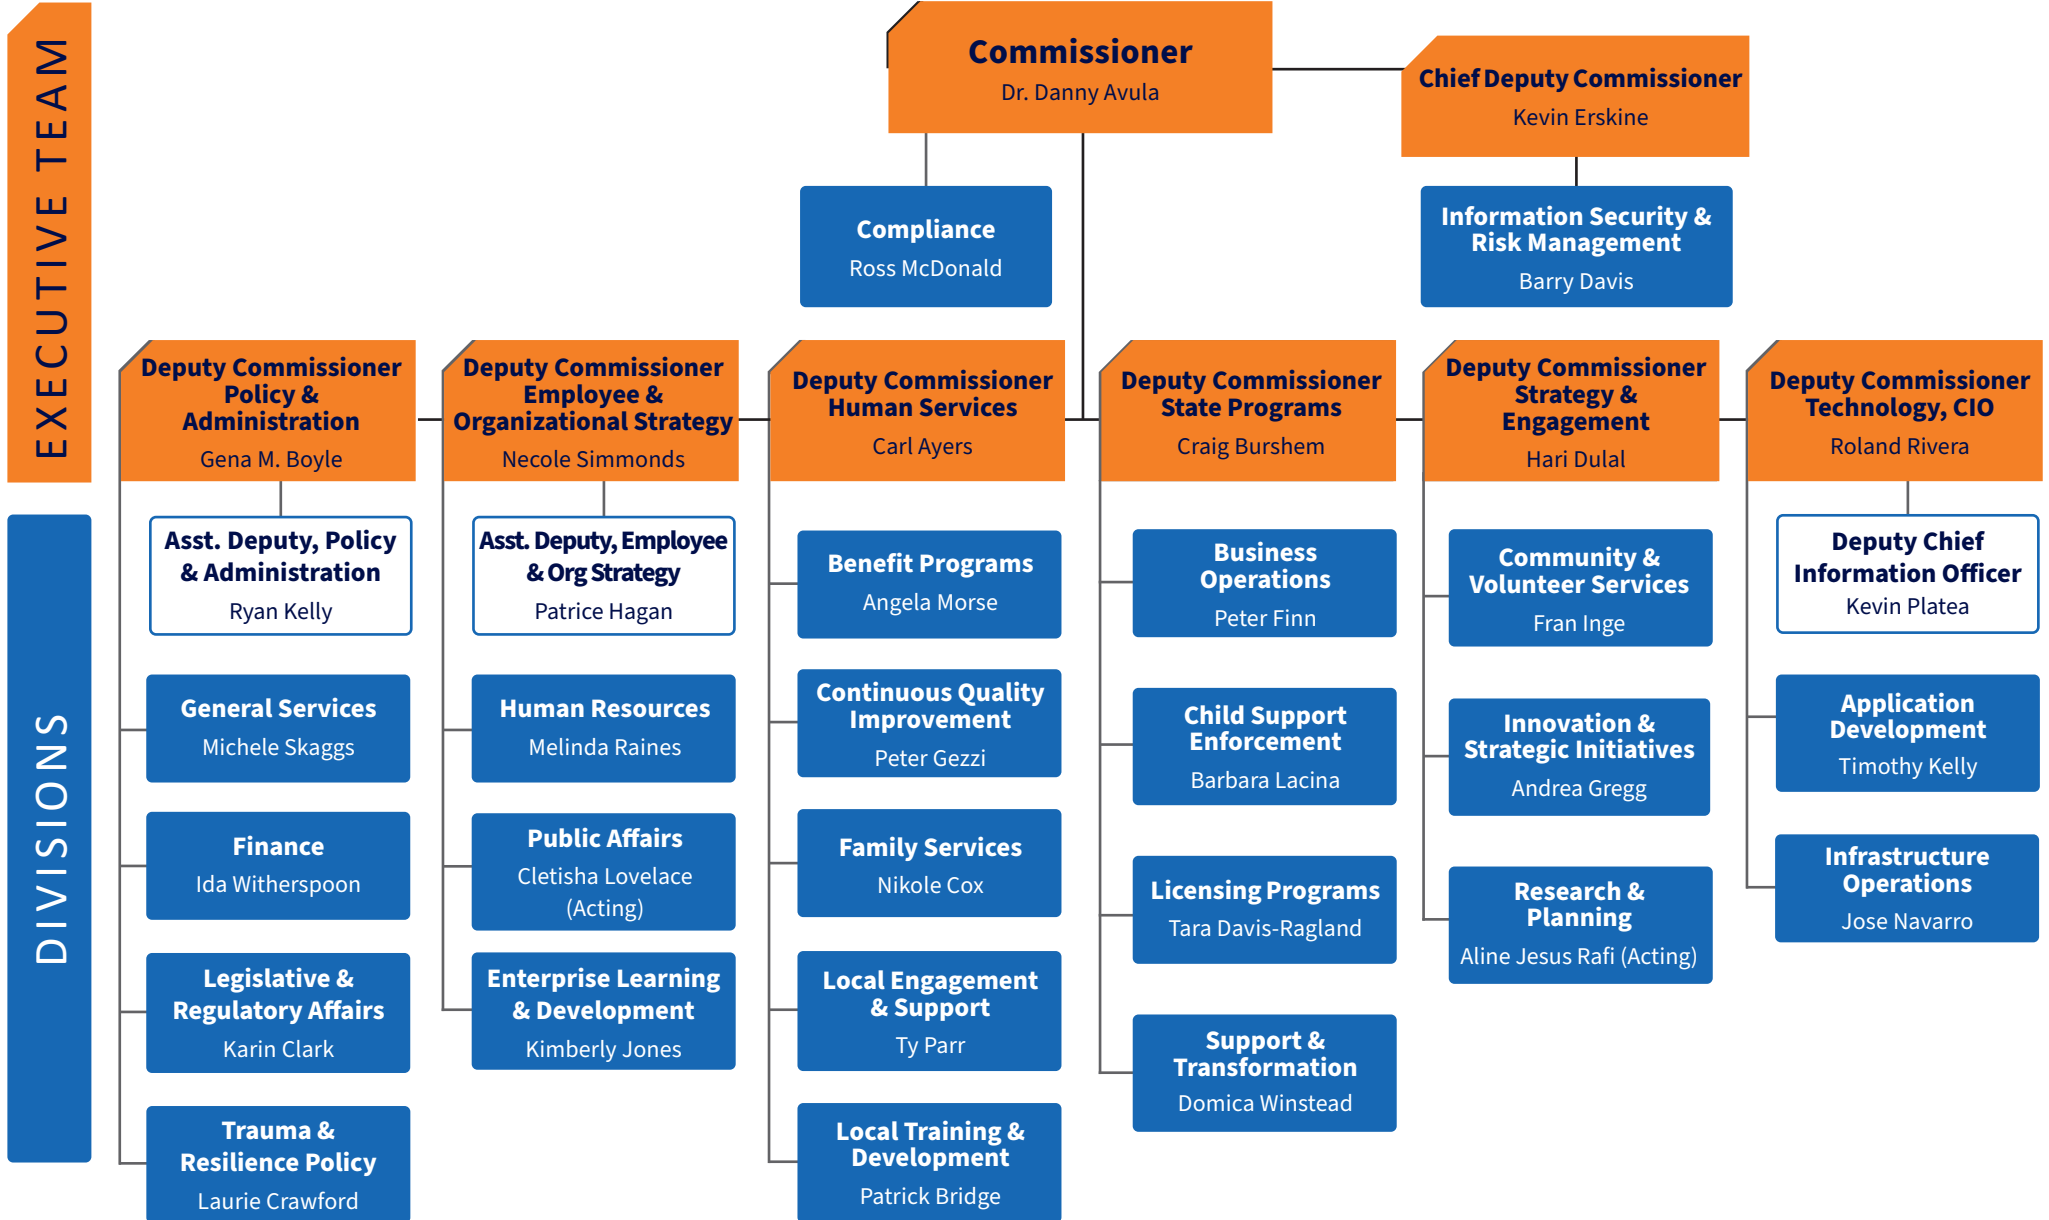 EXECUTIVE TEAM
Commissioner
Dr. Danny Avula
Chief Deputy Commissioner
Kevin Erskine
Compliance
Ross McDonald
Information Security &
Risk Management
Barry Davis
Deputy Commissioner
Policy &
Administration
Gena M. Boyle
Deputy Commissioner
Employee &
Organizational Strategy
Necole Simmonds
Deputy Commissioner
Human Services
Carl Ayers
Deputy Commissioner
State Programs
Craig Burshem
Deputy Commissioner
Strategy &
Engagement
Hari Dulal
Deputy Commissioner
Technology, CIO
Roland Rivera
DIVISIONS
Asst. Deputy, Policy
& Administration
Ryan Kelly
General Services
Michele Skaggs
Finance
Ida Witherspoon
Legislative &
Regulatory Affairs
Karin Clark
Trauma &
Resilience Policy
Laurie Crawford
Asst. Deputy, Employee
& Org Strategy
Patrice Hagan
Human Resources
Melinda Raines
Public Affairs
Cletisha Lovelace
(Acting)
Enterprise Learning
& Development
Kimberly Jones
Benefit Programs
Angela Morse
Continuous Quality
Improvement
Peter Gezzi
Family Services
Nikole Cox
Local Engagement
& Support
Ty Parr
Local Training &
Development
Patrick Bridge
Business
Operations
Peter Finn
Child Support
Enforcement
Barbara Lacina
Licensing Programs
Tara Davis-Ragland
Support &
Transformation
Domica Winstead
Community &
Volunteer Services
Fran Inge
Innovation &
Strategic Initiatives
Andrea Gregg
Research &
Planning
Aline Jesus Rafi (Acting)
Deputy Chief
Information Officer
Kevin Platea
Application
Development
Timothy Kelly
Infrastructure
Operations
Jose Navarro